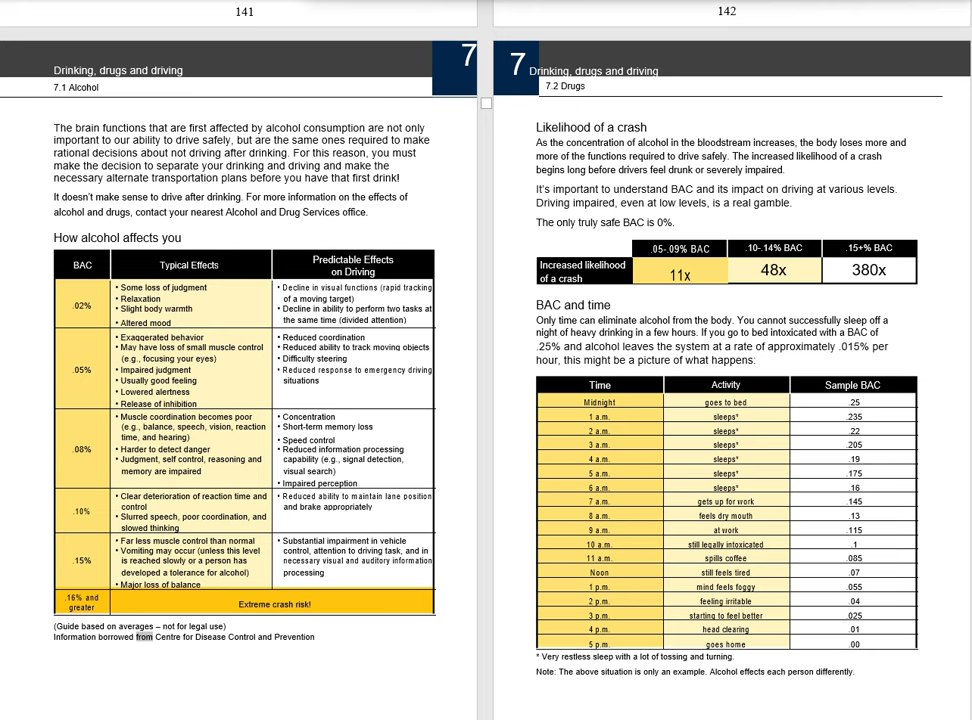 141
142
7
Drinking, drugs and driving
7.1 Alcohol
The brain functions that are first affected by alcohol consumption are not only
important to our ability to drive safely, but are the same ones required to make
rational decisions about not driving after drinking. For this reason, you must
make the decision to separate your drinking and driving and make the
necessary alternate transportation plans before you have that first drink!
It doesn't make sense to drive after drinking. For more information on the effects of
alcohol and drugs, contact your nearest Alcohol and Drug Services office.
How alcohol affects you
BAC Typical Effects Predictable Effects
on Driving
.02%
• Some loss of judgment
• Relaxation
• Slight body warmth
• Altered mood
• Decline in visual functions (rapid tracking
of a moving target)
• Decline in ability to perform two tasks at
the same time (divided attention)
.05%
• Exaggerated behavior
• May have loss of small muscle control
(e.g., focusing your eyes)
• Impaired judgment
• Usually good feeling
• Lowered alertness
• Release of inhibition
• Reduced coordination
• Reduced ability to track moving objects
• Difficulty steering
• Reduced response to emergency driving
situations
.08%
• Muscle coordination becomes poor
(e.g., balance, speech, vision, reaction
time, and hearing)
• Harder to detect danger
• Judgment, self control, reasoning and
memory are impaired
• Concentration
• Short-term memory loss
• Speed control
• Reduced information processing
capability (e.g., signal detection,
visual search)
• Impaired perception
.10%
• Clear deterioration of reaction time and
control
• Slurred speech, poor coordination, and
slowed thinking
• Reduced ability to maintain lane position
and brake appropriately
.15%
• Far less muscle control than normal
• Vomiting may occur (unless this level
is reached slowly or a person has
developed a tolerance for alcohol)
• Major loss of balance
• Substantial impairment in vehicle
control, attention to driving task, and in
necessary visual and auditory information
processing
.16% and
greater
Extreme crash risk!
(Guide based on averages – not for legal use)
Information borrowed from Centre for Disease Control and Prevention
7 Drinking, drugs and driving
7.2 Drugs
Likelihood of a crash
As the concentration of alcohol in the bloodstream increases, the body loses more and
more of the functions required to drive safely. The increased likelihood of a crash
begins long before drivers feel drunk or severely impaired.
It's important to understand BAC and its impact on driving at various levels.
Driving impaired, even at low levels, is a real gamble.
The only truly safe BAC is 0%.
.05-.09% BAC .10-.14% BAC .15+% BAC
Increased likelihood
of a crash
11x 48x 380x
BAC and time
Only time can eliminate alcohol from the body. You cannot successfully sleep off a
night of heavy drinking in a few hours. If you go to bed intoxicated with a BAC of
.25% and alcohol leaves the system at a rate of approximately .015% per
hour, this might be a picture of what happens:
Time Activity Sample BAC
Midnight goes to bed .25
1 a.m. sleeps* .235
2 a.m. sleeps* .22
3 a.m. sleeps* .205
4 a.m. sleeps* .19
5 a.m. sleeps* .175
6 a.m. sleeps* .16
7 a.m. gets up for work .145
8 a.m. feels dry mouth .13
9 a.m. at work .115
10 a.m. still legally intoxicated .1
11 a.m. spills coffee .085
Noon still feels tired .07
1 p.m. mind feels foggy .055
2 p.m. feeling irritable .04
3 p.m. starting to feel better .025
4 p.m. head clearing .01
5 p.m. goes home .00
* Very restless sleep with a lot of tossing and turning.
Note: The above situation is only an example. Alcohol effects each person differently.